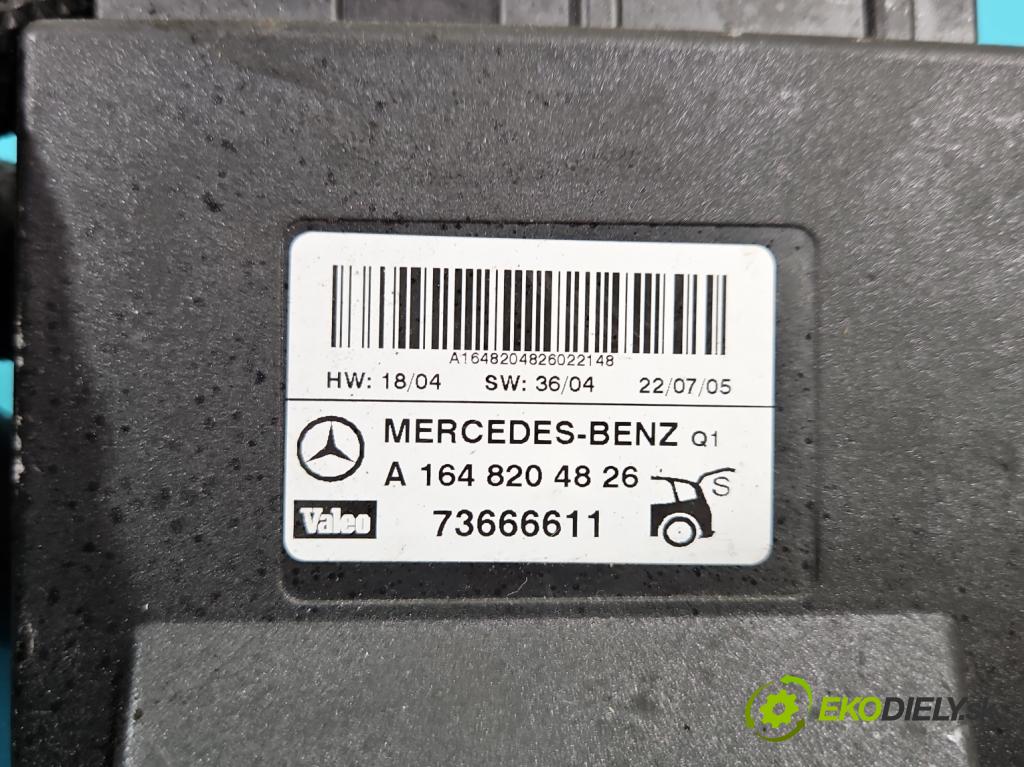 A1648204826022148
HW: 18/04 SW: 36/04 22/07/05
MERCEDES-BENZ Q1
A 164 820 48 26
S
Valeo 73666611
EKODIELY.SK